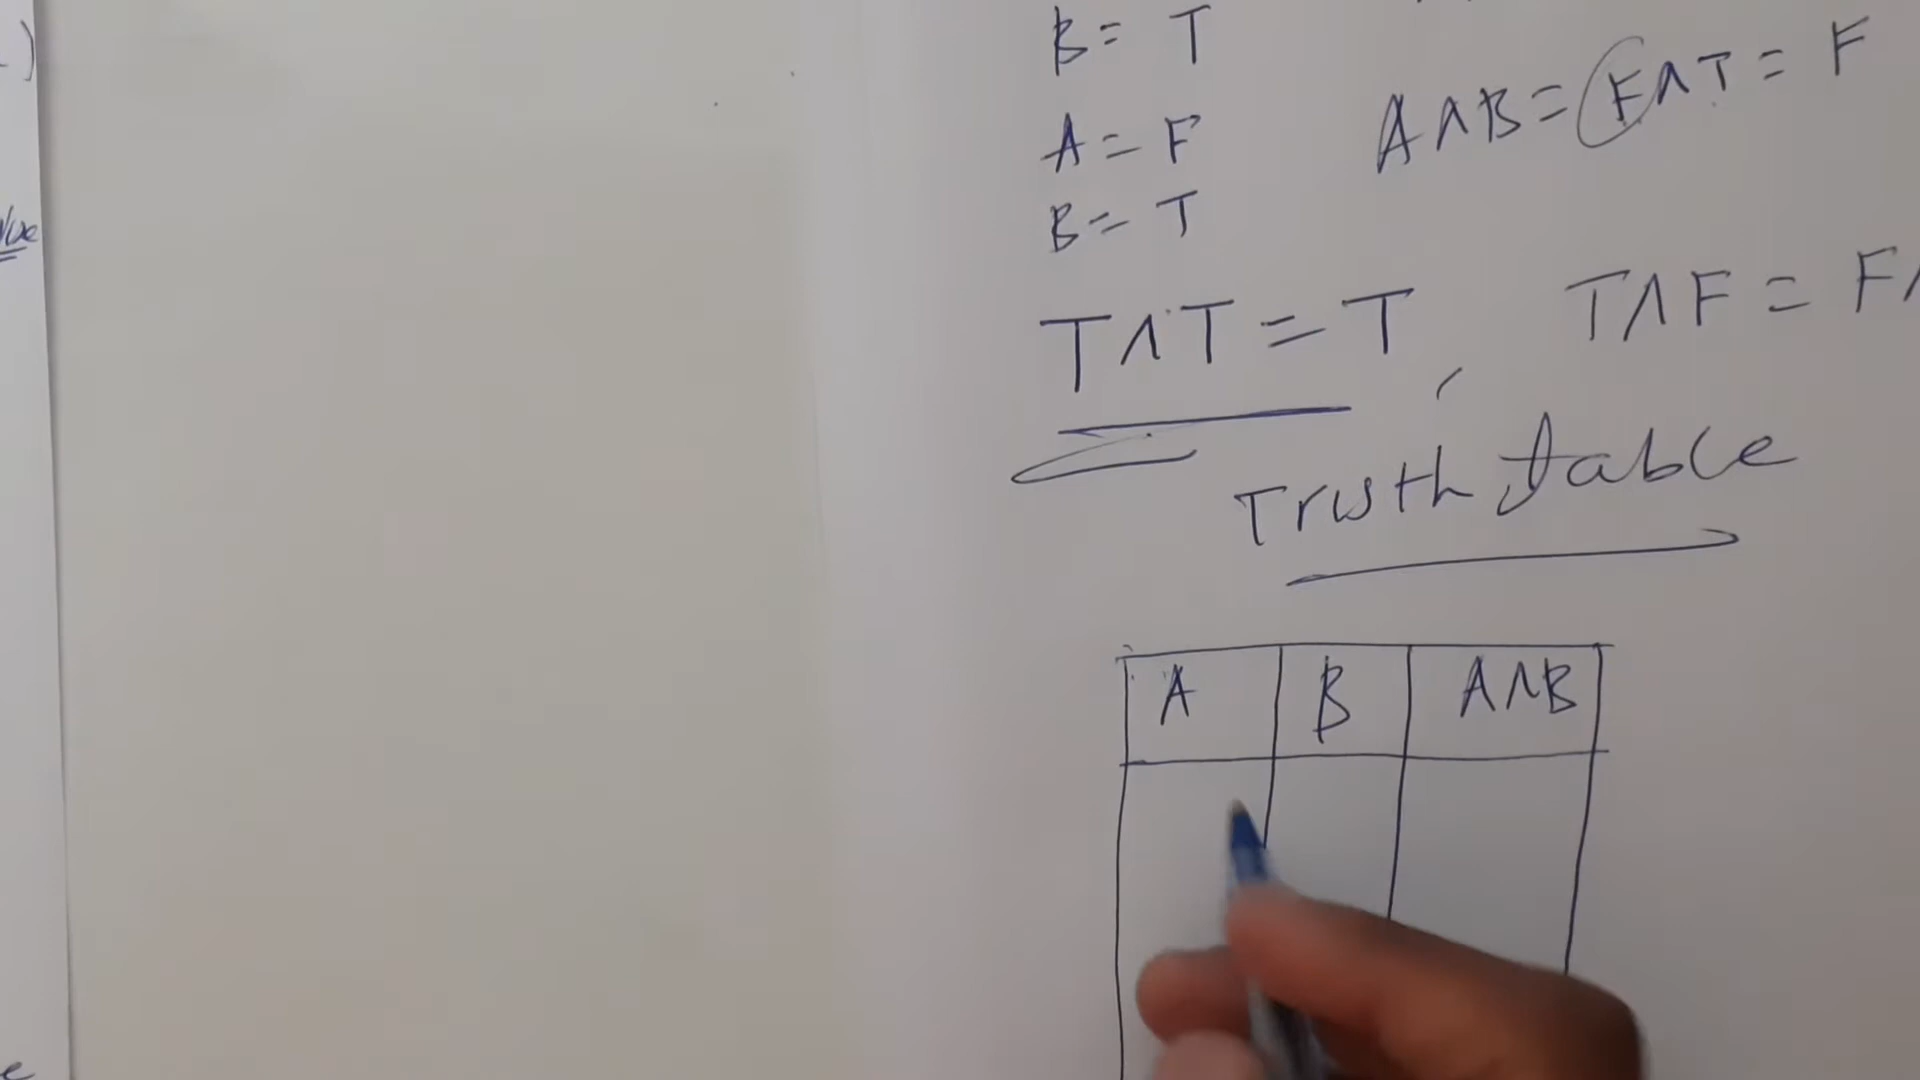 B = T
A = F
A∧B = F∧T = F
B = T
T∧T = T
T∧F = F∧
Truth table
A B A∧B